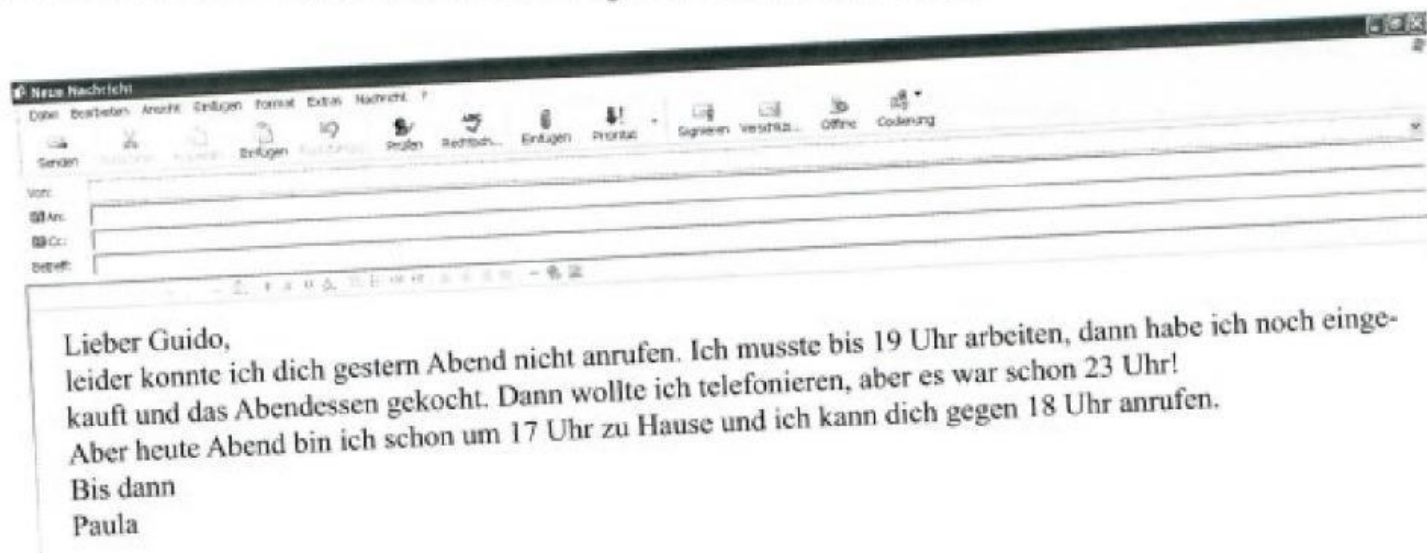 Neue Nachricht
Datei Bearbeiten Ansicht Einfügen Format Extras Nachricht ?
Senden Einfügen Prüfen Rechtsch... Einfügen Priorität Signieren Verschlüs... Offline Codierung
Von:
An:
Cc:
Betreff:
Lieber Guido,
leider konnte ich dich gestern Abend nicht anrufen. Ich musste bis 19 Uhr arbeiten, dann habe ich noch einge-
kauft und das Abendessen gekocht. Dann wollte ich telefonieren, aber es war schon 23 Uhr!
Aber heute Abend bin ich schon um 17 Uhr zu Hause und ich kann dich gegen 18 Uhr anrufen.
Bis dann
Paula